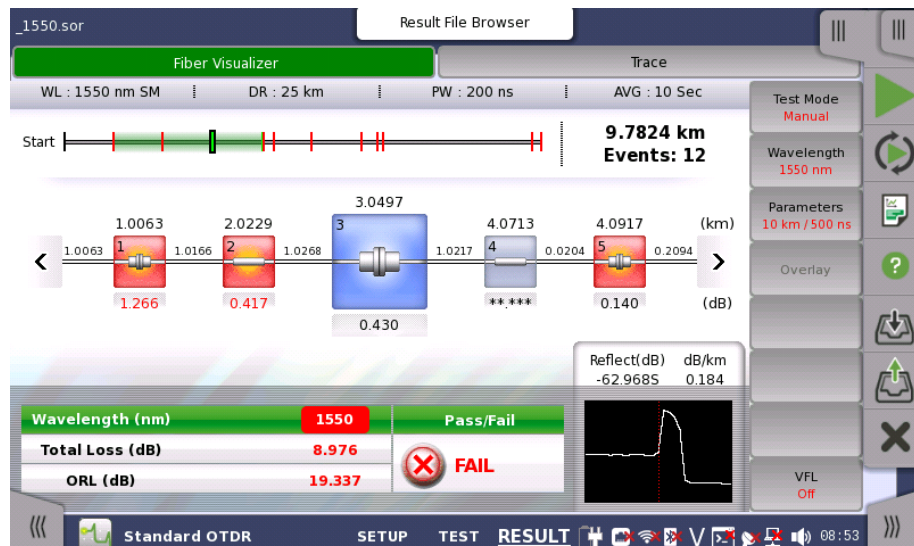 _1550.sor
Result File Browser
Fiber Visualizer
Trace
WL : 1550 nm SM
DR : 25 km
PW : 200 ns
AVG : 10 Sec
Start
9.7824 km
Events: 12
3.0497
1.0063
2.0229
4.0713
4.0917
(km)
1.0063
1
1.0166
2
1.0268
3
1.0217
4
0.0204
5
0.2094
1.266
0.417
0.430
**.***
0.140
(dB)
Reflect(dB)
dB/km
-62.968S
0.184
Wavelength (nm)
1550
Pass/Fail
Total Loss (dB)
8.976
FAIL
ORL (dB)
19.337
Test Mode
Manual
Wavelength
1550 nm
Parameters
10 km / 500 ns
Overlay
VFL
Off
Standard OTDR
SETUP
TEST
RESULT
08:53